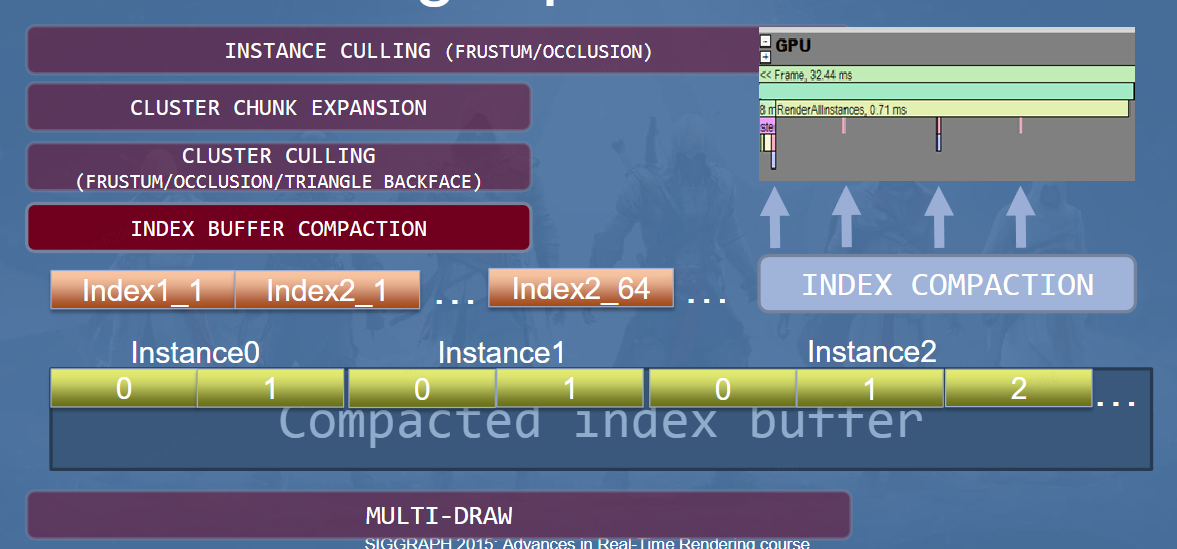 INSTANCE CULLING (FRUSTUM/OCCLUSION)
CLUSTER CHUNK EXPANSION
CLUSTER CULLING
(FRUSTUM/OCCLUSION/TRIANGLE BACKFACE)
INDEX BUFFER COMPACTION
GPU
<< Frame, 32.44 ms
RenderAllInstances, 0.71 ms
INDEX COMPACTION
Index1_1 Index2_1 ... Index2_64 ...
Instance0 Instance1 Instance2
0 1 0 1 0 1 2 ...
Compacted index buffer
MULTI-DRAW
SIGGRAPH 2015: Advances in Real-Time Rendering course